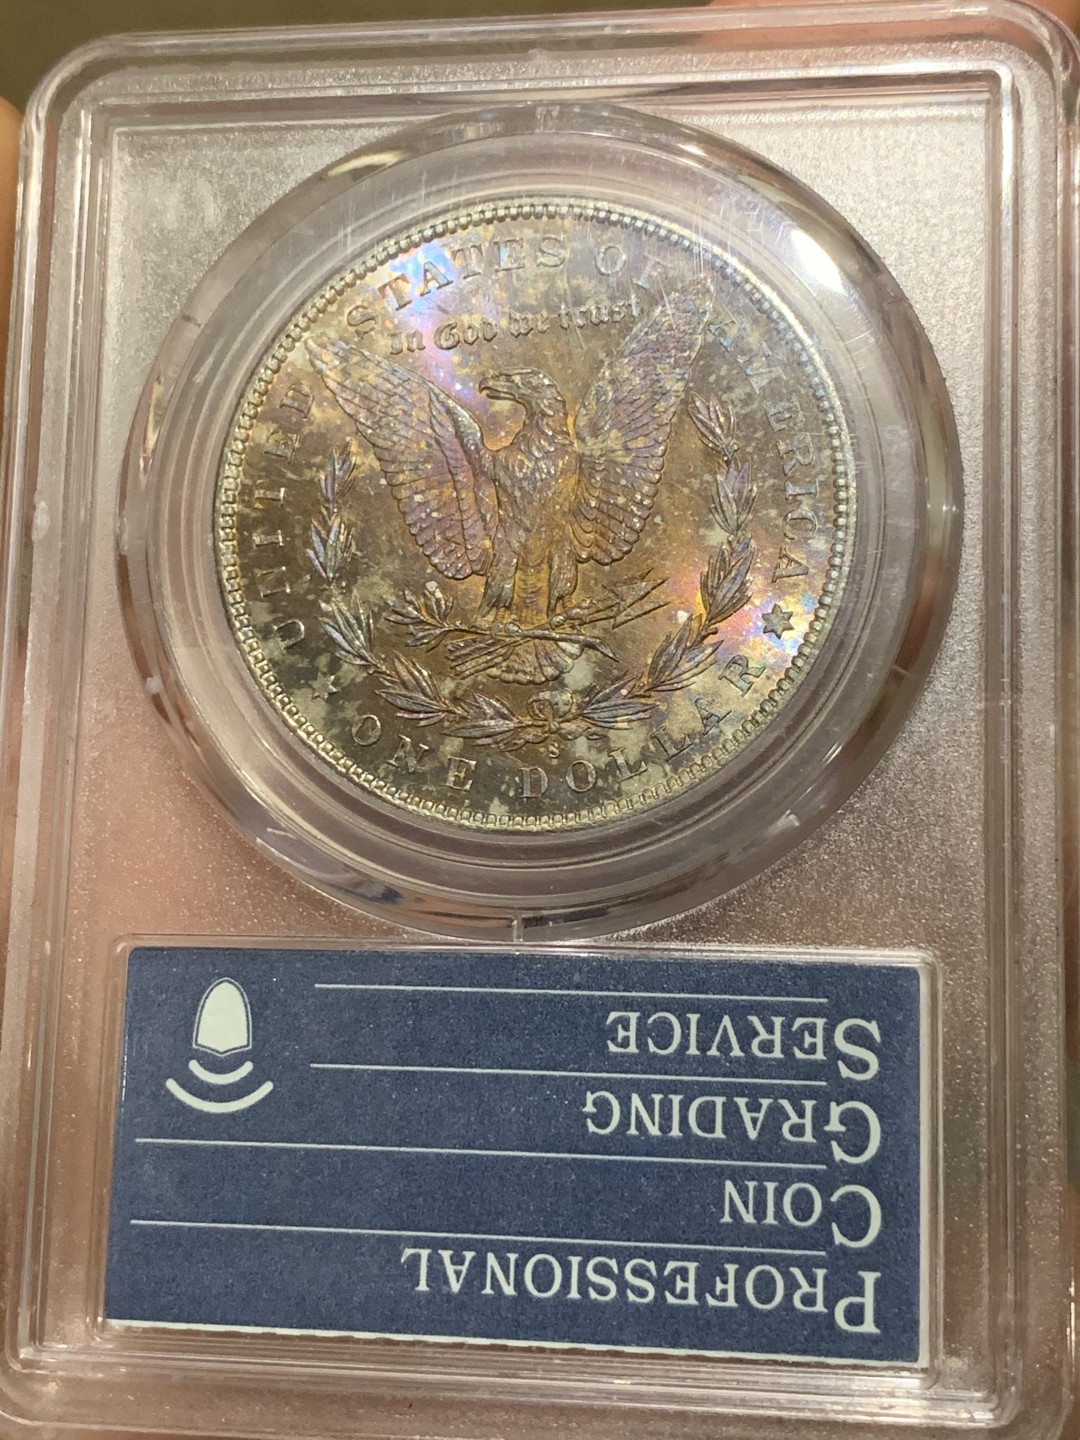 UNITED STATES OF AMERICA
In God we trust
ONE DOLLAR
S
PROFESSIONAL
COIN
GRADING
SERVICE